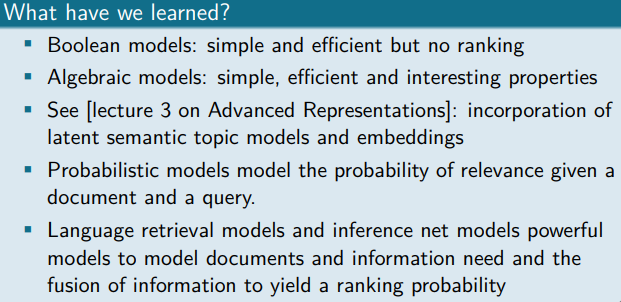 What have we learned?
▪ Boolean models: simple and efficient but no ranking
▪ Algebraic models: simple, efficient and interesting properties
▪ See [lecture 3 on Advanced Representations]: incorporation of
latent semantic topic models and embeddings
▪ Probabilistic models model the probability of relevance given a
document and a query.
▪ Language retrieval models and inference net models powerful
models to model documents and information need and the
fusion of information to yield a ranking probability